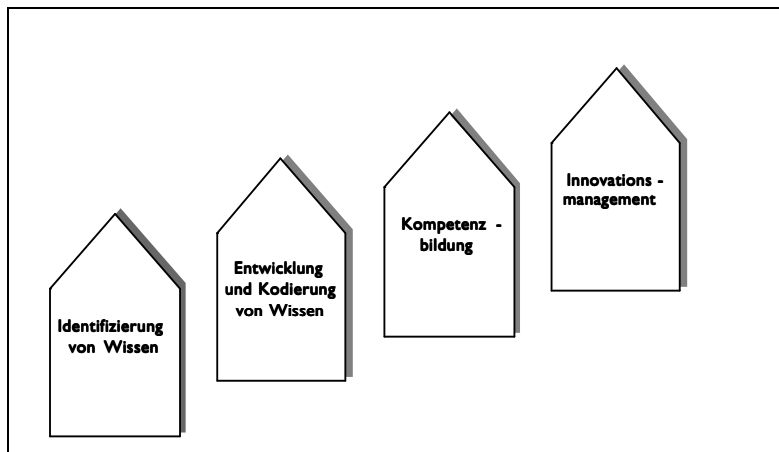 Identifizierung
von Wissen
Entwicklung
und Kodierung
von Wissen
Kompetenz -
bildung
Innovations -
management